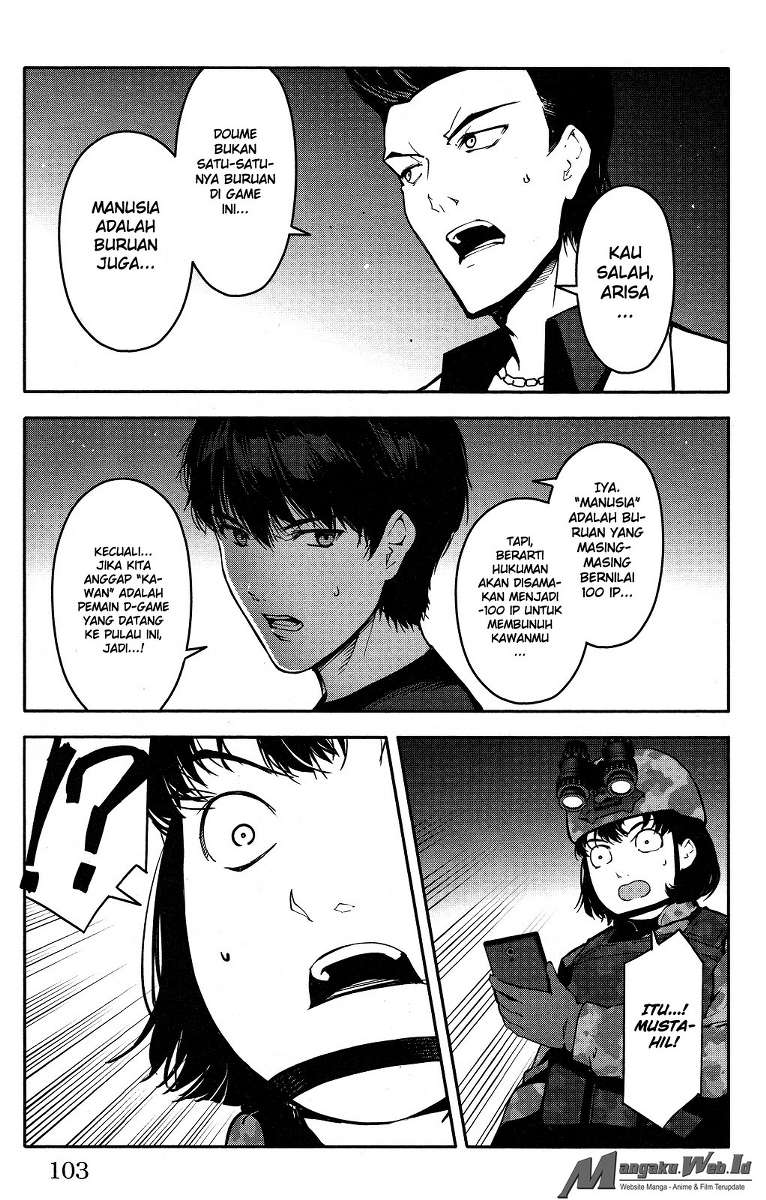 KAU
SALAH,
ARISA
...
DOUME
BUKAN
SATU-SATU-
NYA BURUAN
DI GAME
INI...
MANUSIA
ADALAH
BURUAN
JUGA...
IYA.
"MANUSIA"
ADALAH BU-
RUAN YANG
MASING-
MASING
BERNILAI
100 IP...
TAPI,
BERARTI
HUKUMAN
AKAN DISAMA-
KAN MENJADI
-100 IP UNTUK
MEMBUNUH
KAWANMU
...
KECUALI...
JIKA KITA
ANGGAP "KA-
WAN" ADALAH
PEMAIN D-GAME
YANG DATANG
KE PULAU INI,
JADI...!
ITU...!
MUSTA-
HIL!
!?
103
Mangaku.Web.Id
Website Manga - Anime & Film Terupdate